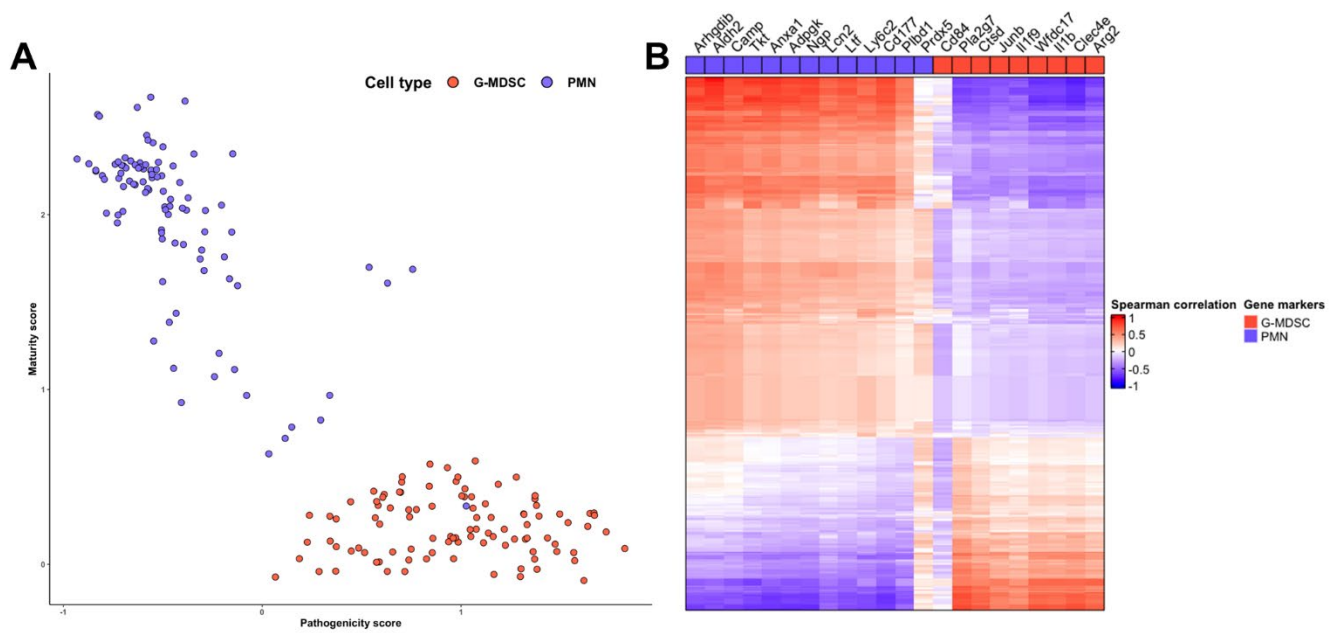 A
Cell type G-MDSC PMN
2
1
0
Maturity score
-1 0 1
Pathogenicity score
B
Arhgdib Aldh2 Camp Tkt Anxa1 Adpgk Ngp Lcn2 Ltf Ly6c2 Cd177 Plbd1 Prdx5 Cd84 Pla2g7 Ctsd Junb Il1f9 Wfdc17 Il1b Clec4e Arg2
Spearman correlation
1
0.5
0
-0.5
-1
Gene markers
G-MDSC
PMN